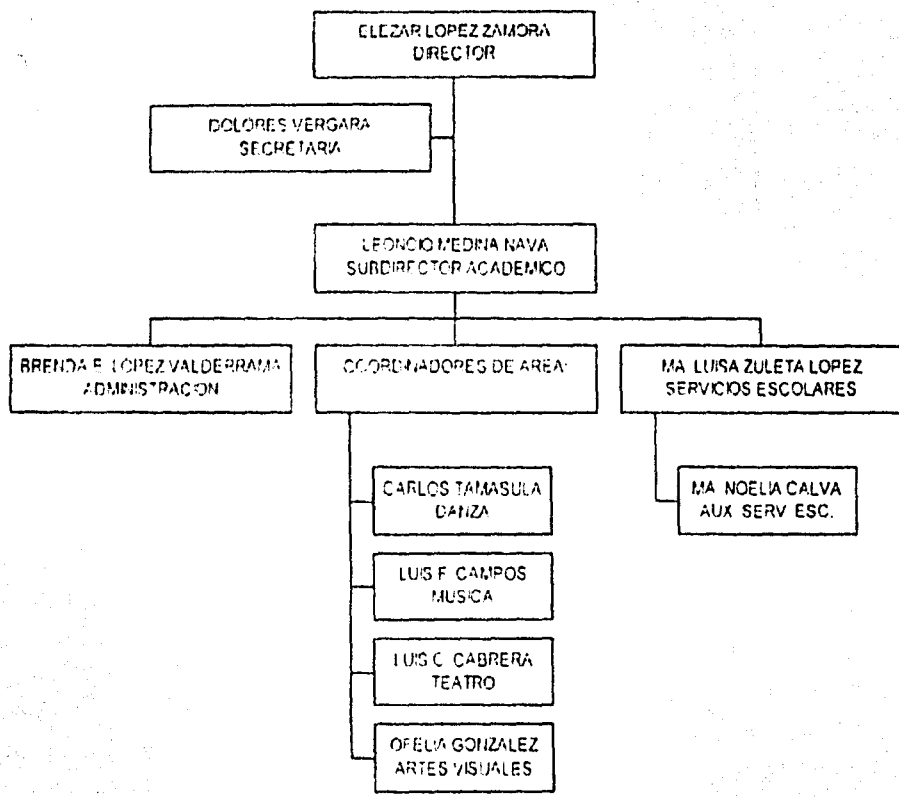 ELEZAR LOPEZ ZAMORA
DIRECTOR
DOLORES VERGARA
SECRETARIA
LEONCIO MEDINA NAVA
SUBDIRECTOR ACADEMICO
BRENDA E. LOPEZ VALDERRAMA
ADMINISTRACION
COORDINADORES DE AREA:
MA. LUISA ZULETA LOPEZ
SERVICIOS ESCOLARES
CARLOS TAMASULA
DANZA
MA. NOELIA CALVA
AUX. SERV. ESC.
LUIS F. CAMPOS
MUSICA
LUIS C. CABRERA
TEATRO
OFELIA GONZALEZ
ARTES VISUALES